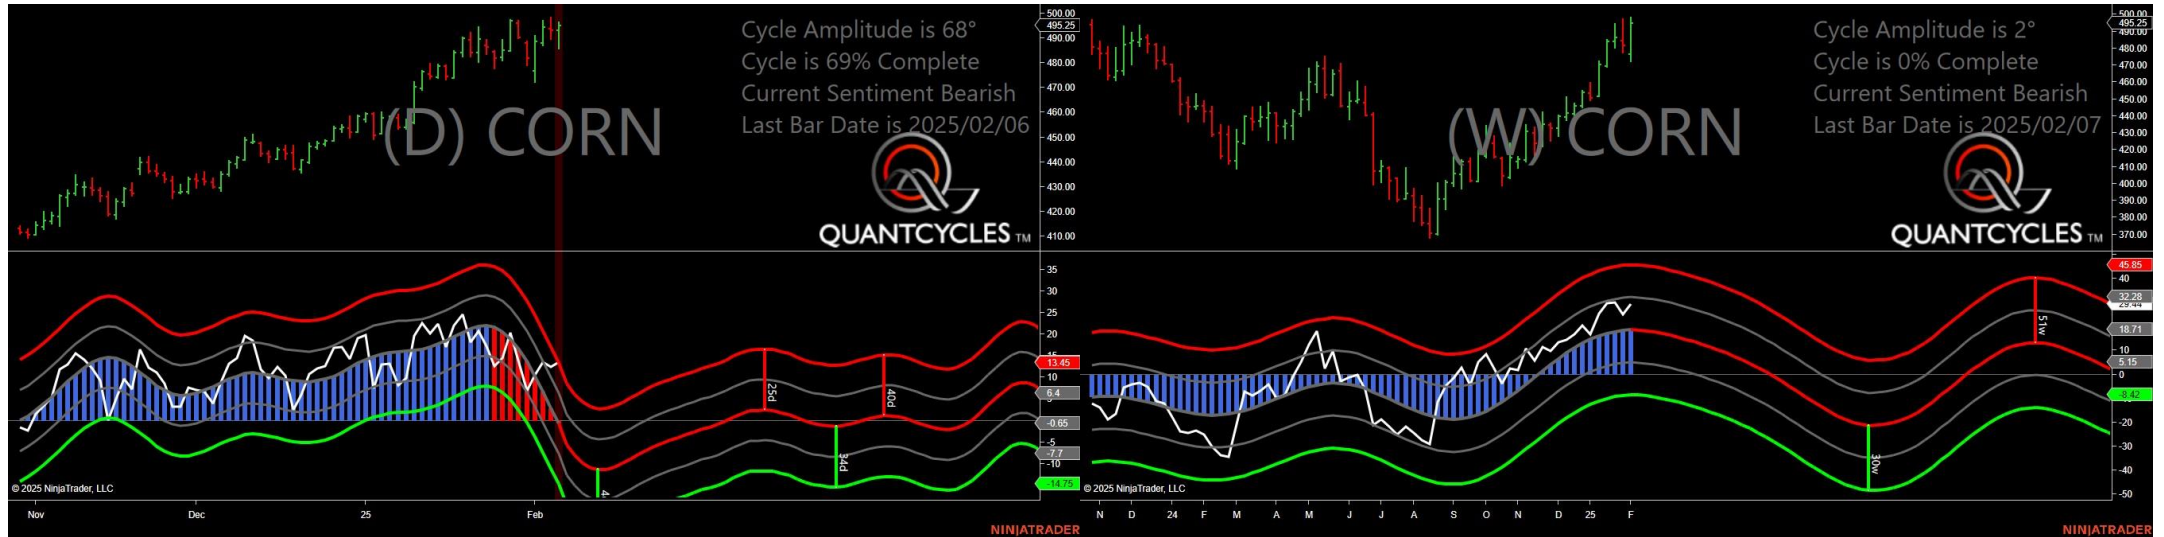 Cycle Amplitude is 68°
Cycle is 69% Complete
Current Sentiment Bearish
Last Bar Date is 2025/02/06
(D) CORN
QUANTCYCLES TM
500.00
495.25
490.00
480.00
470.00
460.00
450.00
440.00
430.00
420.00
410.00
35
30
25
20
15
13.45
10
6.4
-0.65
-5
-7.7
-10
-14.75
25d
40d
34d
4
© 2025 NinjaTrader, LLC
Nov Dec 25 Feb
NINJATRADER
Cycle Amplitude is 2°
Cycle is 0% Complete
Current Sentiment Bearish
Last Bar Date is 2025/02/07
(W) CORN
QUANTCYCLES TM
500.00
495.25
490.00
480.00
470.00
460.00
450.00
440.00
430.00
420.00
410.00
400.00
390.00
380.00
370.00
45.85
40
32.28
29.44
18.71
10
5.15
0
-8.42
-20
-30
-40
-50
51w
30w
© 2025 NinjaTrader, LLC
N D 24 F M A M J J A S O N D 25 F
NINJATRADER